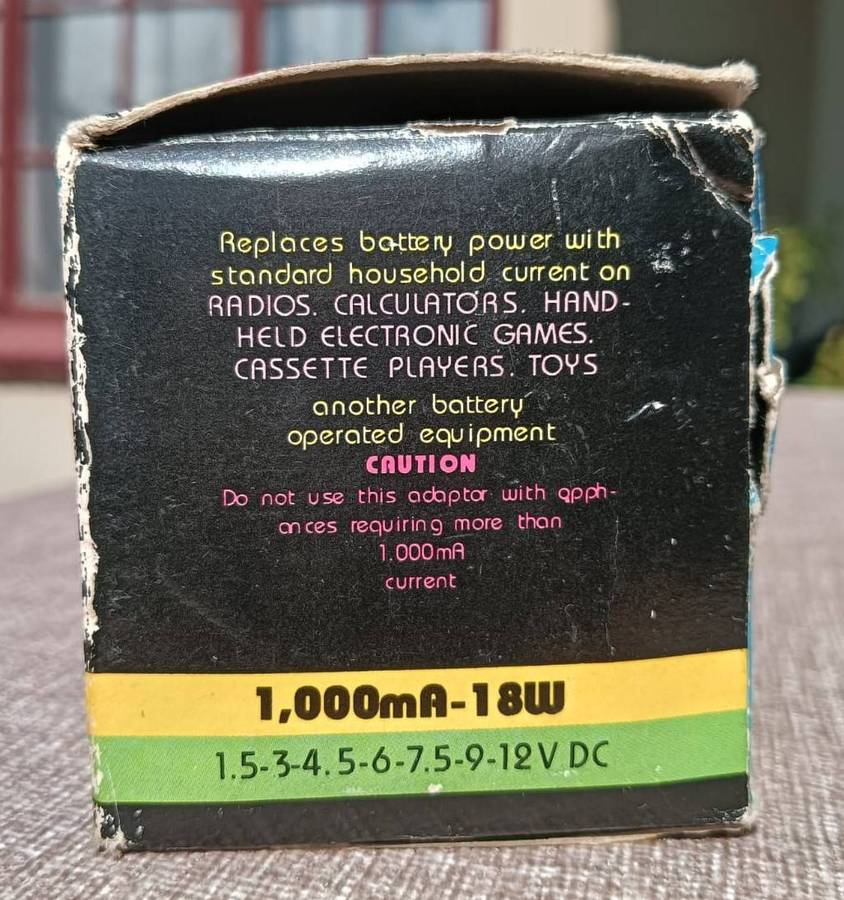 Replaces battery power with
standard household current on
RADIOS. CALCULATORS. HAND-
HELD ELECTRONIC GAMES.
CASSETTE PLAYERS. TOYS
another battery
operated equipment
CAUTION
Do not use this adaptor with apph-
ances requiring more than
1.000mA
current
1,000mA-18W
1.5-3-4.5-6-7.5-9-12V DC